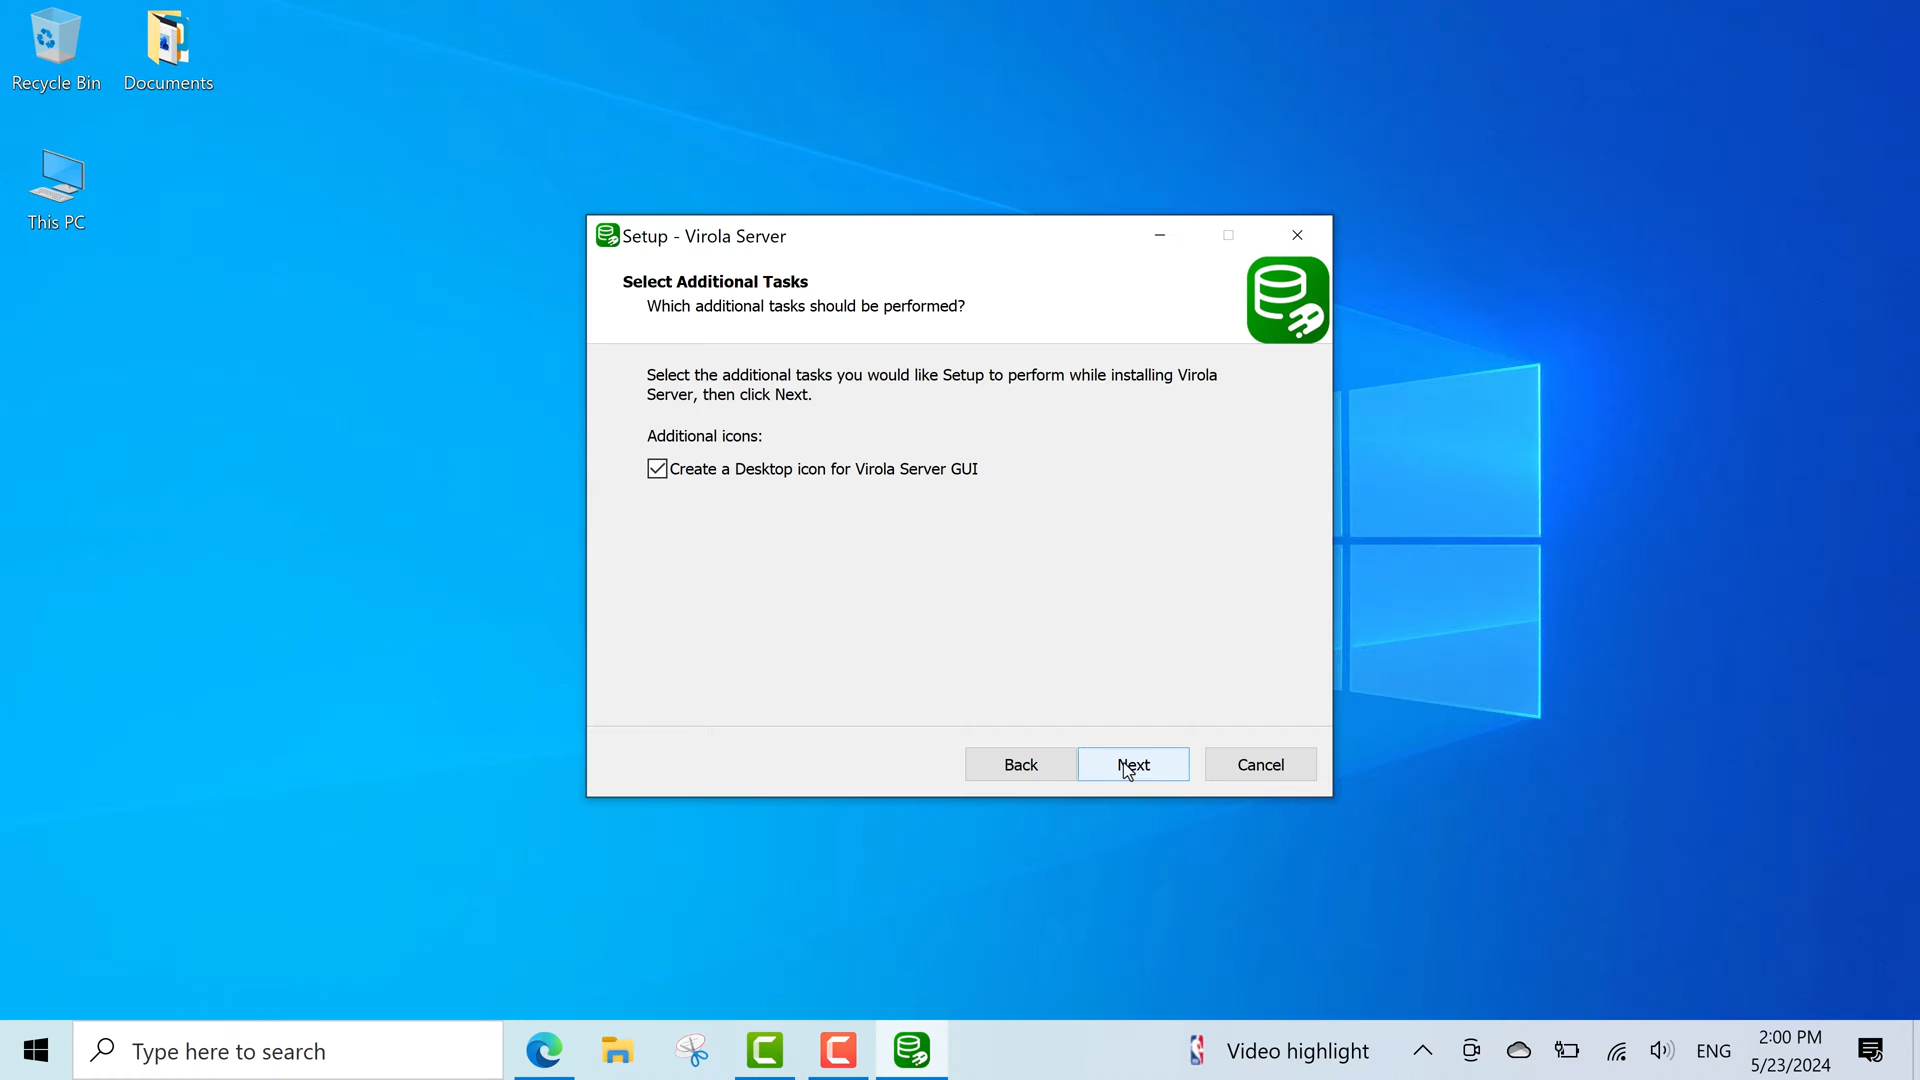 Recycle Bin
Documents
This PC
Setup - Virola Server
Select Additional Tasks
Which additional tasks should be performed?
Select the additional tasks you would like Setup to perform while installing Virola
Server, then click Next.
Additional icons:
Create a Desktop icon for Virola Server GUI
Back
Next
Cancel
Type here to search
Video highlight
ENG
2:00 PM
5/23/2024